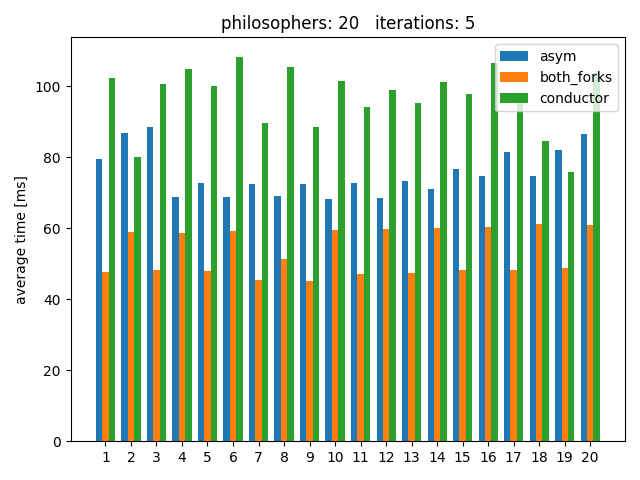 philosophers: 20   iterations: 5
asym
both_forks
conductor
average time [ms]
100
80
60
40
20
0
1 2 3 4 5 6 7 8 9 10 11 12 13 14 15 16 17 18 19 20